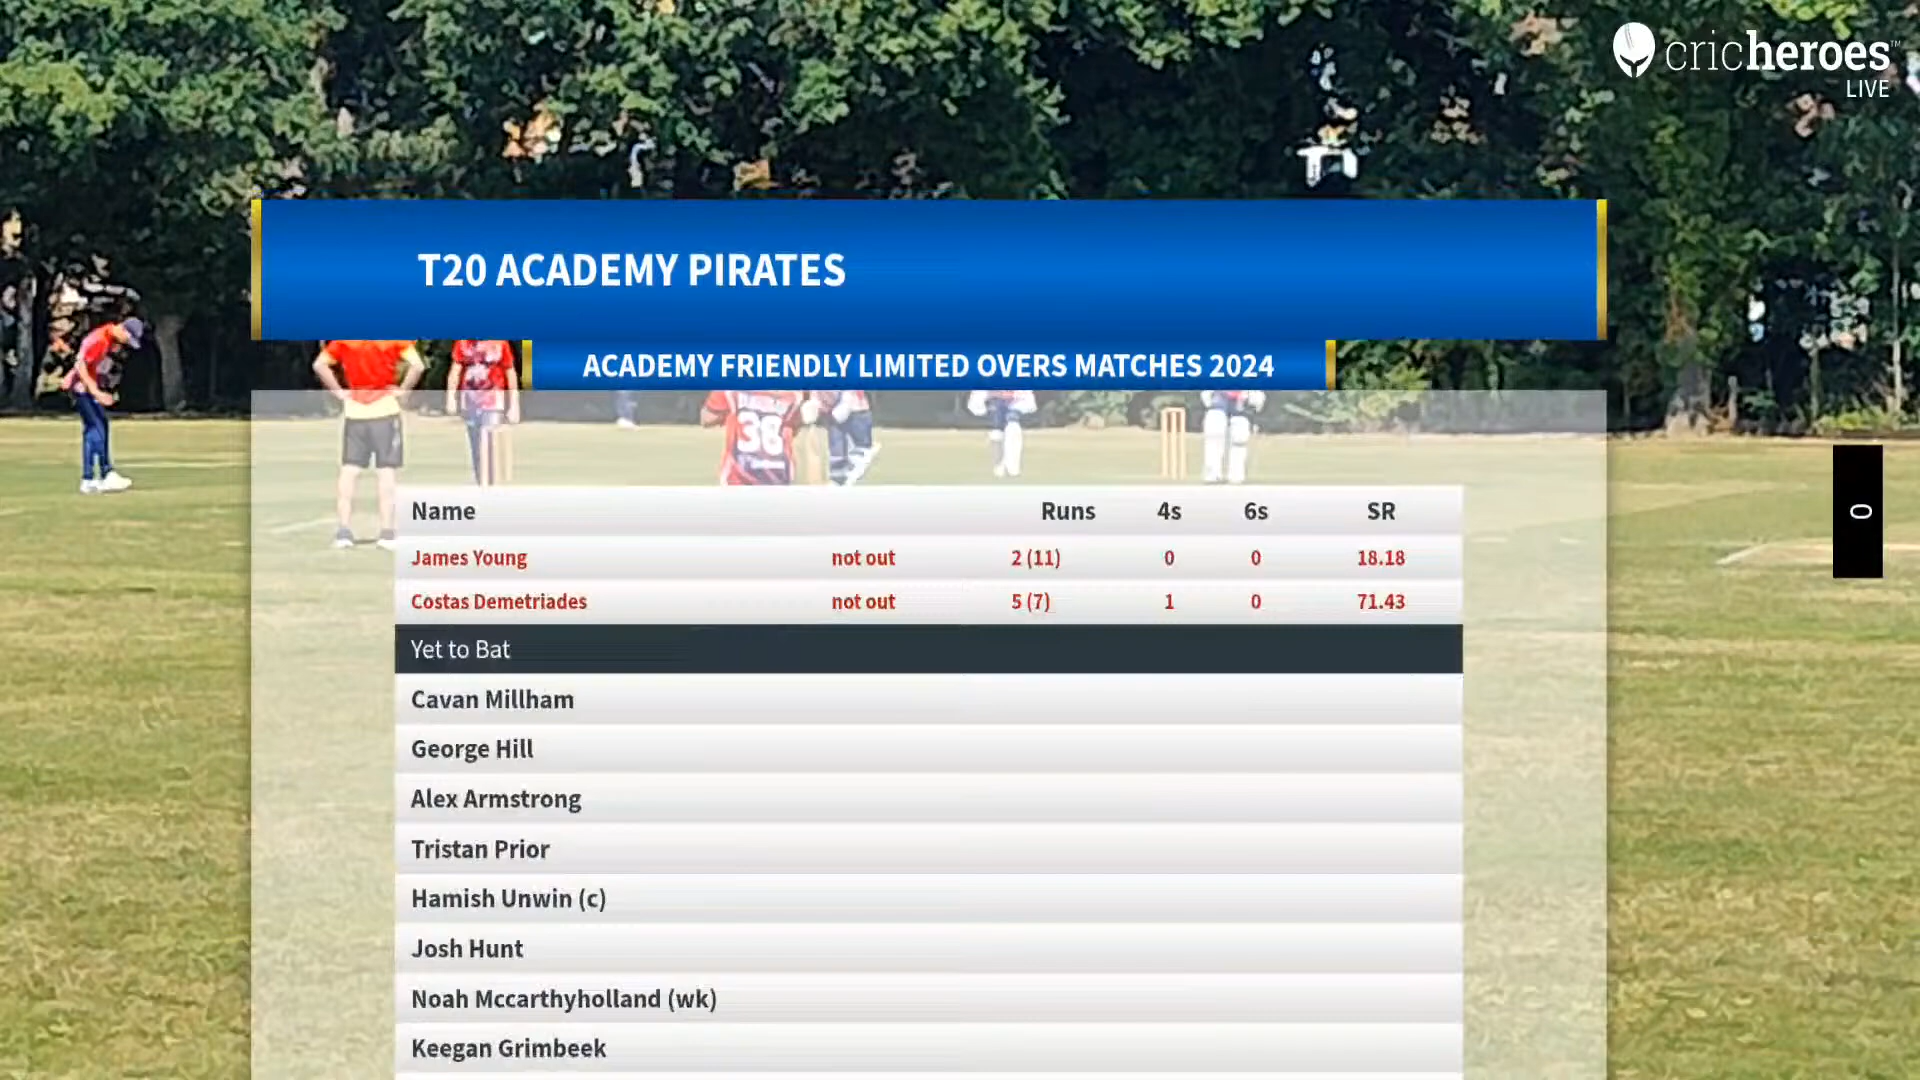 cricheroes™
LIVE
T20 ACADEMY PIRATES
ACADEMY FRIENDLY LIMITED OVERS MATCHES 2024
36
Name Runs 4s 6s SR
James Young not out 2 (11) 0 0 18.18
Costas Demetriades not out 5 (7) 1 0 71.43
Yet to Bat
Cavan Millham
George Hill
Alex Armstrong
Tristan Prior
Hamish Unwin (c)
Josh Hunt
Noah Mccarthyholland (wk)
Keegan Grimbeek
0